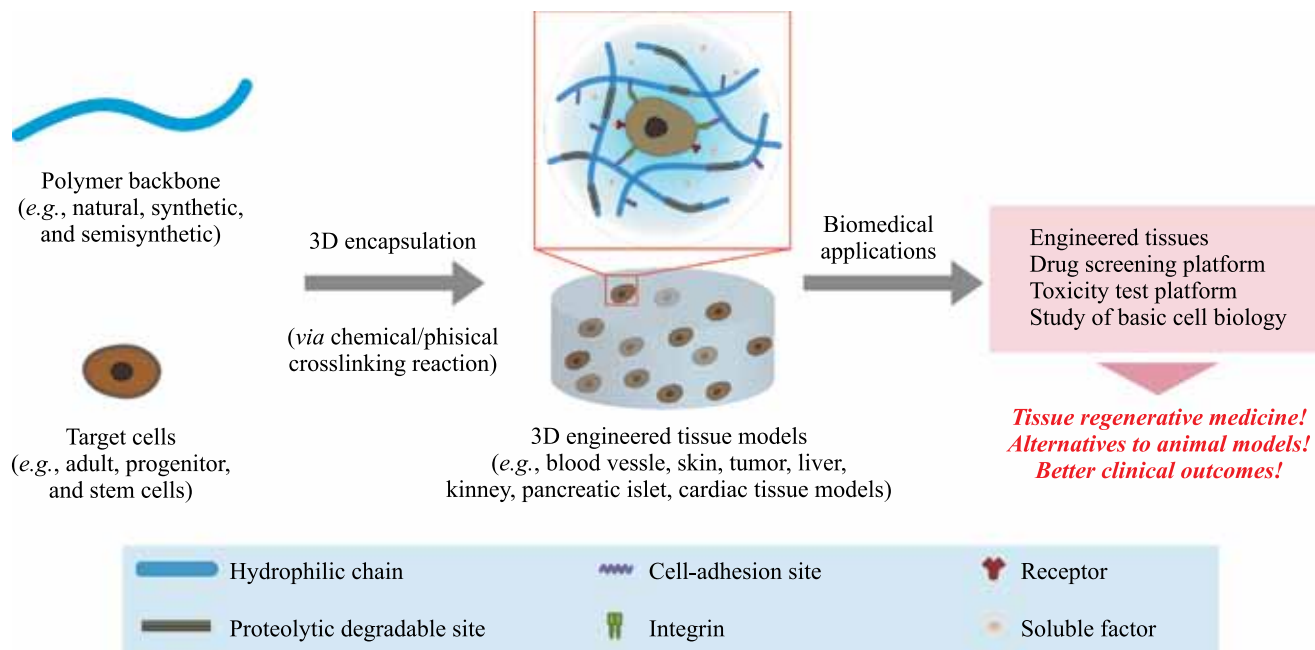 Polymer backbone
(e.g., natural, synthetic,
and semisynthetic)
Target cells
(e.g., adult, progenitor,
and stem cells)
3D encapsulation
(via chemical/phisical
crosslinking reaction)
3D engineered tissue models
(e.g., blood vessle, skin, tumor, liver,
kinney, pancreatic islet, cardiac tissue models)
Biomedical
applications
Engineered tissues
Drug screening platform
Toxicity test platform
Study of basic cell biology
Tissue regenerative medicine!
Alternatives to animal models!
Better clinical outcomes!
Hydrophilic chain
Cell-adhesion site
Receptor
Proteolytic degradable site
Integrin
Soluble factor